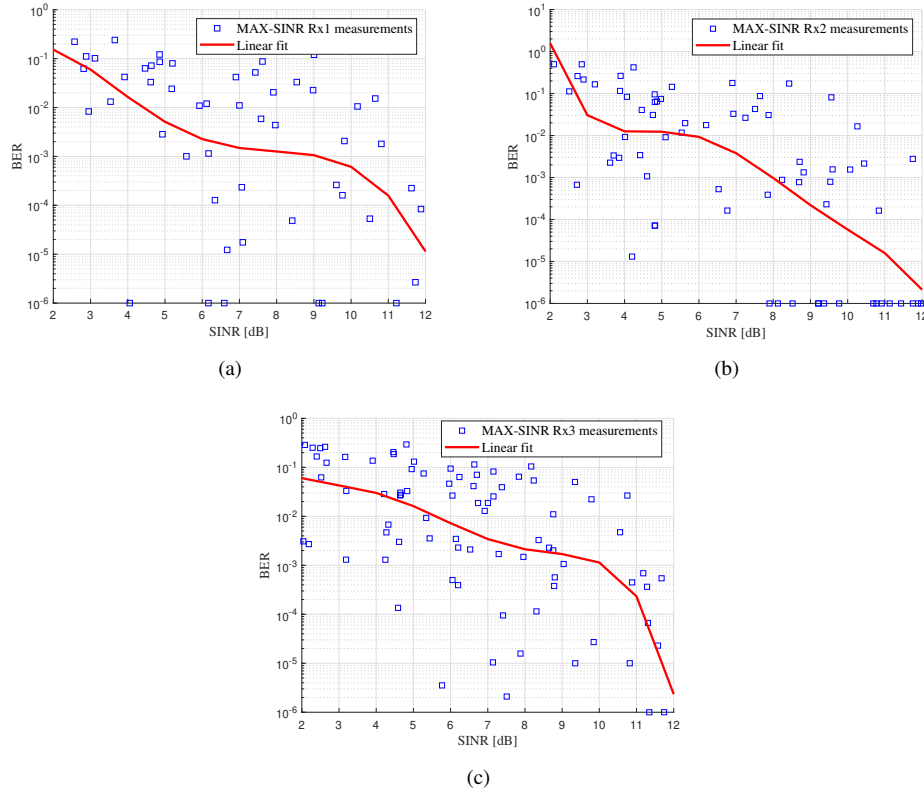 10^0
10^-1
10^-2
10^-3
10^-4
10^-5
10^-6
BER
2 3 4 5 6 7 8 9 10 11 12
SINR [dB]
MAX-SINR Rx1 measurements
Linear fit
(a)
10^1
10^0
10^-1
10^-2
10^-3
10^-4
10^-5
10^-6
BER
2 3 4 5 6 7 8 9 10 11 12
SINR [dB]
MAX-SINR Rx2 measurements
Linear fit
(b)
10^0
10^-1
10^-2
10^-3
10^-4
10^-5
10^-6
BER
2 3 4 5 6 7 8 9 10 11 12
SINR [dB]
MAX-SINR Rx3 measurements
Linear fit
(c)